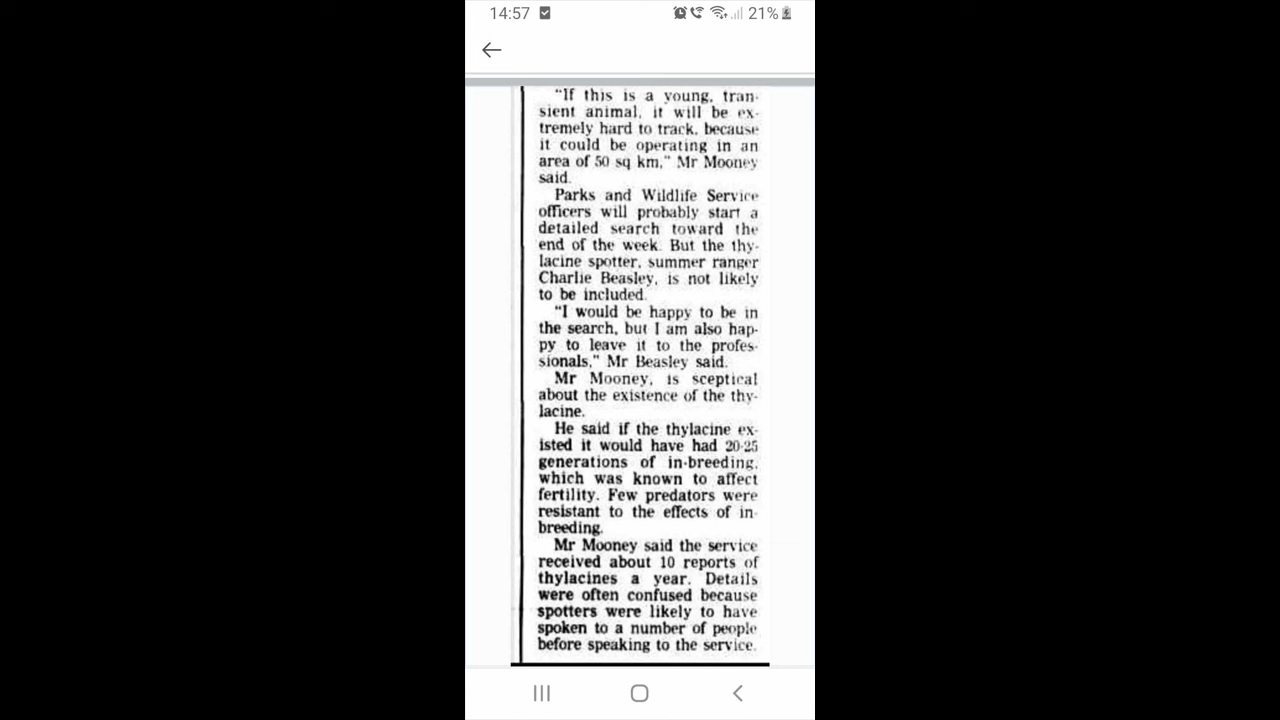 14:57 21%
"If this is a young, tran-
sient animal, it will be ex-
tremely hard to track, because
it could be operating in an
area of 50 sq km," Mr Mooney
said.
Parks and Wildlife Service
officers will probably start a
detailed search toward the
end of the week. But the thy-
lacine spotter, summer ranger
Charlie Beasley, is not likely
to be included.
"I would be happy to be in
the search, but I am also hap-
py to leave it to the profes-
sionals," Mr Beasley said.
Mr Mooney, is sceptical
about the existence of the thy-
lacine.
He said if the thylacine ex-
isted it would have had 20-25
generations of in-breeding,
which was known to affect
fertility. Few predators were
resistant to the effects of in-
breeding.
Mr Mooney said the service
received about 10 reports of
thylacines a year. Details
were often confused because
spotters were likely to have
spoken to a number of people
before speaking to the service.